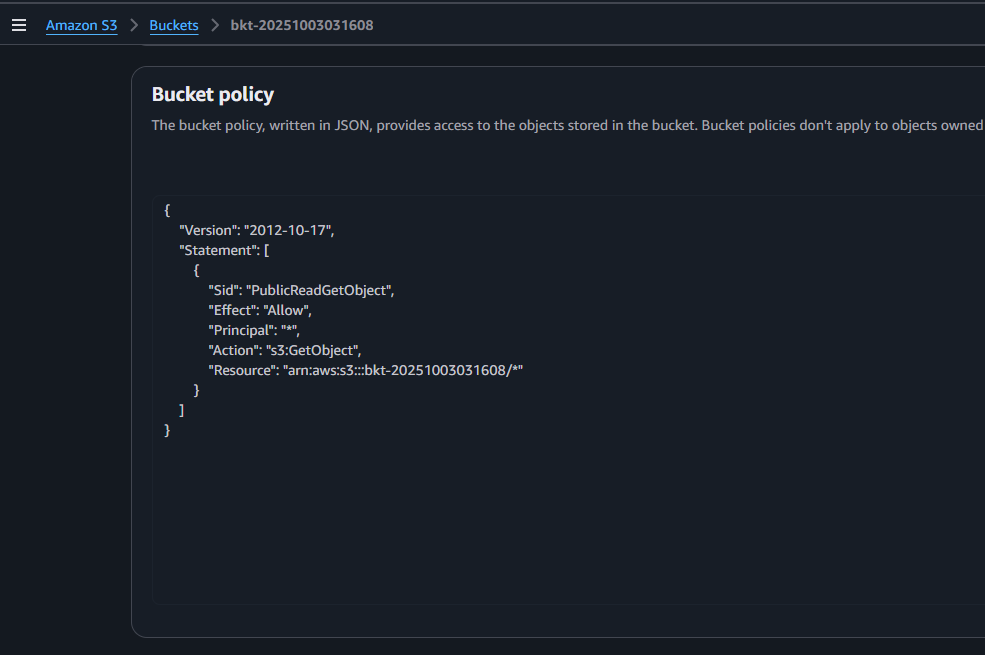 Amazon S3 > Buckets > bkt-20251003031608
Bucket policy
The bucket policy, written in JSON, provides access to the objects stored in the bucket. Bucket policies don't apply to objects owned
{
"Version": "2012-10-17",
"Statement": [
{
"Sid": "PublicReadGetObject",
"Effect": "Allow",
"Principal": "*",
"Action": "s3:GetObject",
"Resource": "arn:aws:s3:::bkt-20251003031608/*"
}
]
}